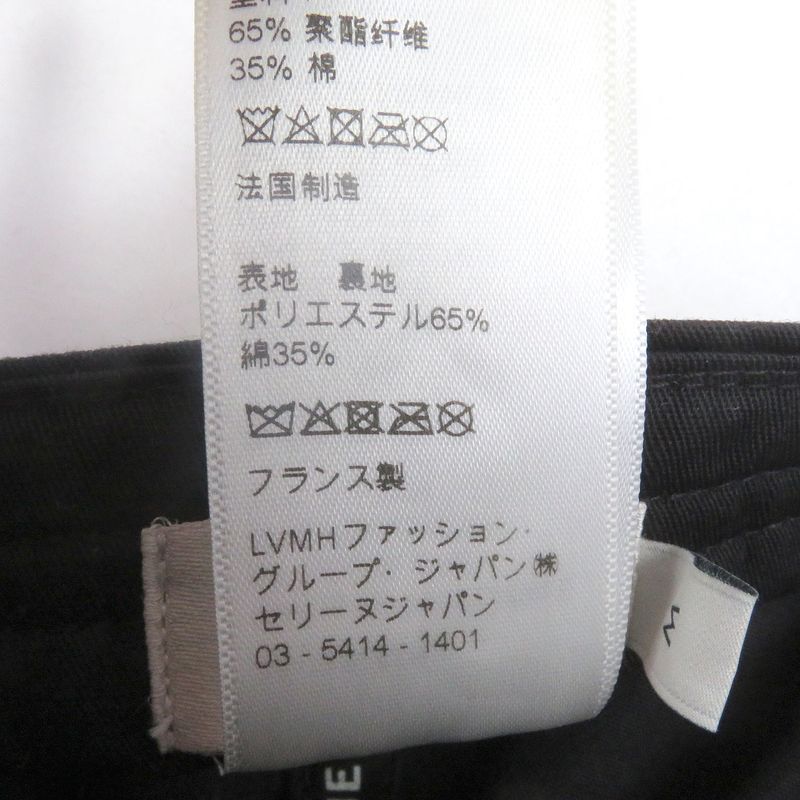 65% 聚酯纤维
35% 棉
法国制造
表地　裏地
ポリエステル65%
綿35%
フランス製
LVMHファッション·
グループ· ジャパン㈱
セリーヌジャパン
03 - 5414 - 1401
M